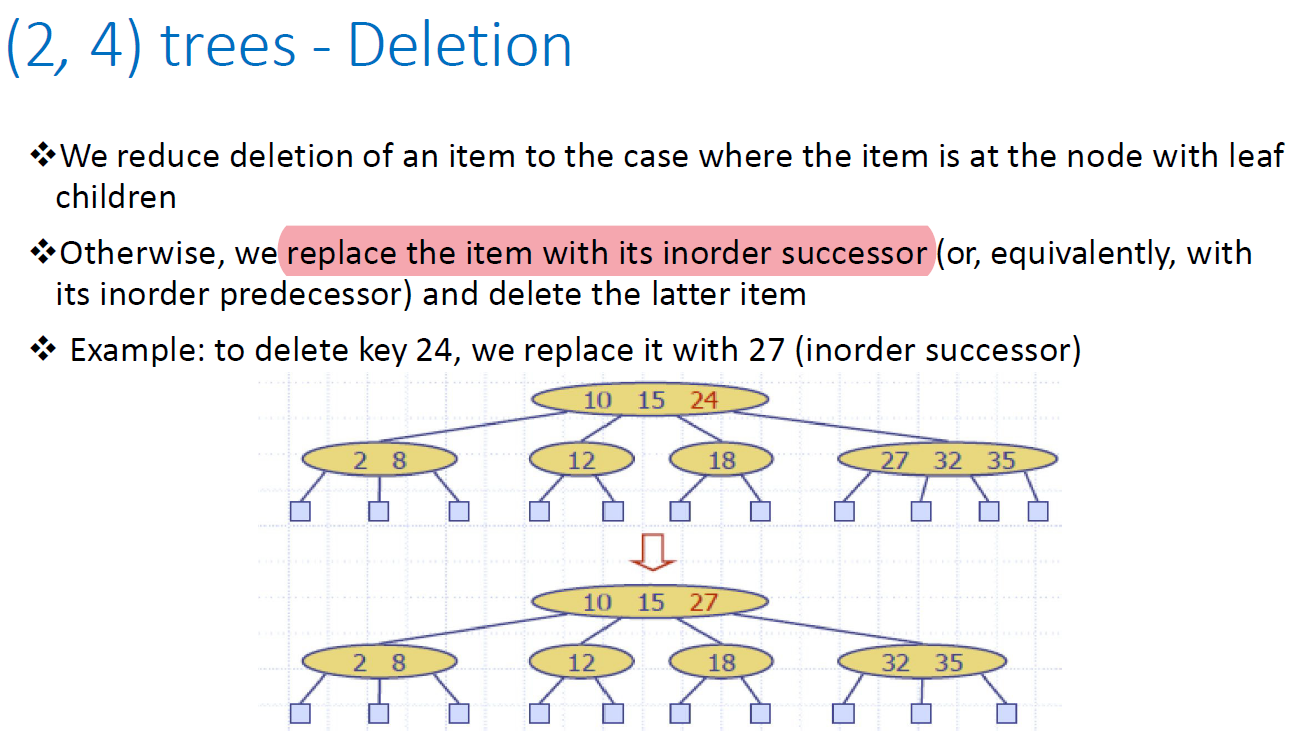 (2, 4) trees - Deletion
❖We reduce deletion of an item to the case where the item is at the node with leaf
children
❖Otherwise, we replace the item with its inorder successor (or, equivalently, with
its inorder predecessor) and delete the latter item
❖ Example: to delete key 24, we replace it with 27 (inorder successor)
10 15 24
2 8 12 18 27 32 35
10 15 27
2 8 12 18 32 35